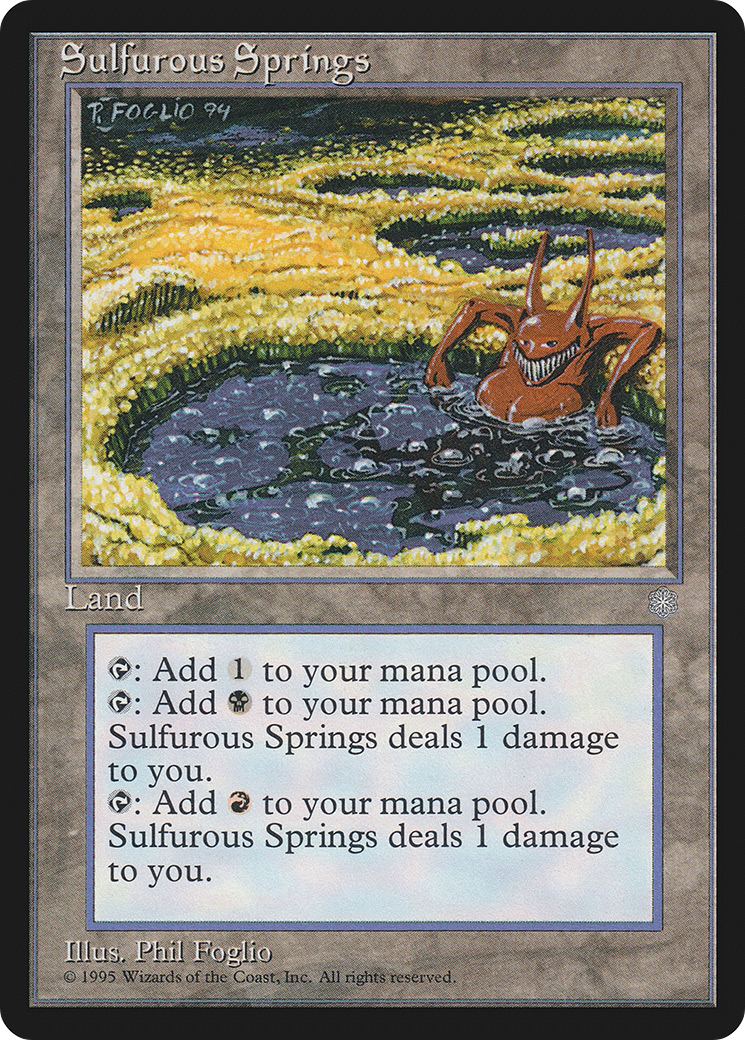 Sulfurous Springs
P. FOGLIO 94
Land
: Add 1 to your mana pool.
: Add to your mana pool.
Sulfurous Springs deals 1 damage
to you.
: Add to your mana pool.
Sulfurous Springs deals 1 damage
to you.
Illus. Phil Foglio
© 1995 Wizards of the Coast, Inc. All rights reserved.